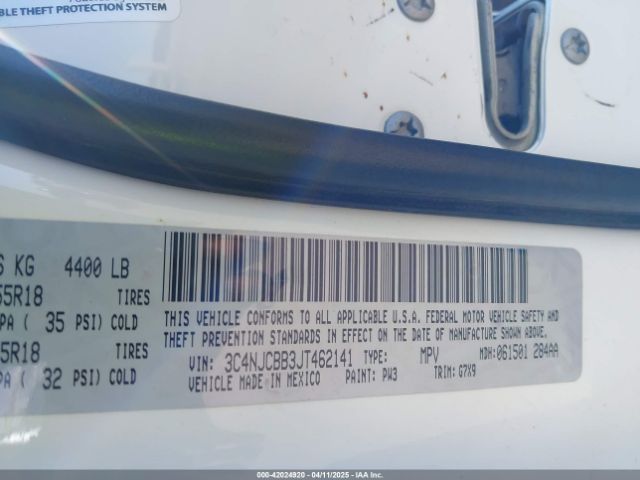 BLE THEFT PROTECTION SYSTEM
KG 4400 LB
55R18 TIRES
PA ( 35 PSI) COLD
5R18 TIRES
PA ( 32 PSI) COLD
THIS VEHICLE CONFORMS TO ALL APPLICABLE U.S.A. FEDERAL MOTOR VEHICLE SAFETY AND
THEFT PREVENTION STANDARDS IN EFFECT ON THE DATE OF MANUFACTURE SHOWN ABOVE.
VIN: 3C4NJCBB3JT462141 TYPE: MPV MDH: 061501 284AA
VEHICLE MADE IN MEXICO PAINT: PW3 TRIM: G7X9
000-42024920 - 04/11/2025 - IAA Inc.